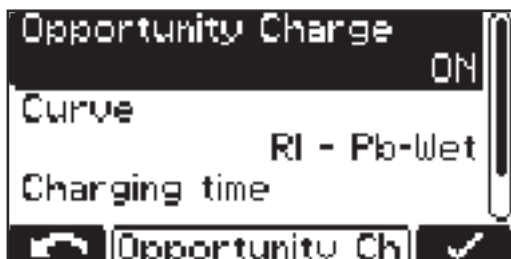 Opportunity Charge
ON
Curve
RI - Pb-Wet
Charging time
Opportunity Ch